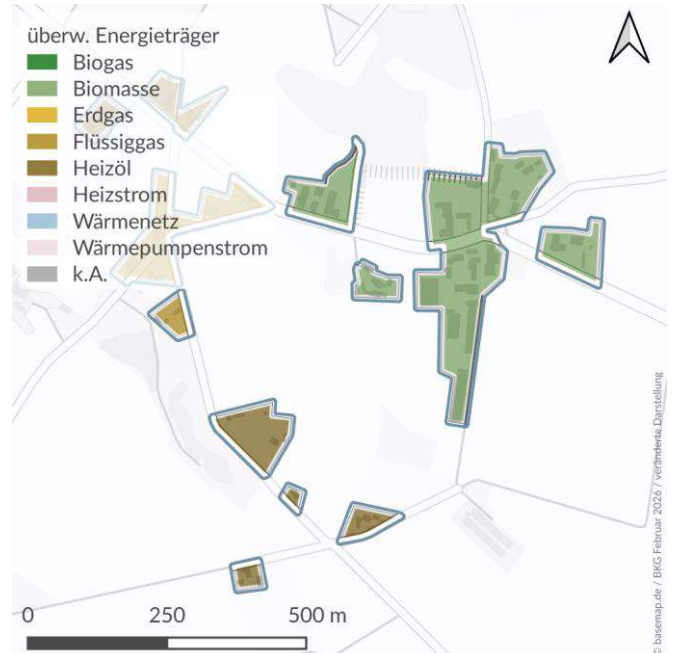 überw. Energieträger
Biogas
Biomasse
Erdgas
Flüssiggas
Heizöl
Heizstrom
Wärmenetz
Wärmepumpenstrom
k.A.
0 250 500 m
© basemap.de / BKG Februar 2026 / veränderte Darstellung